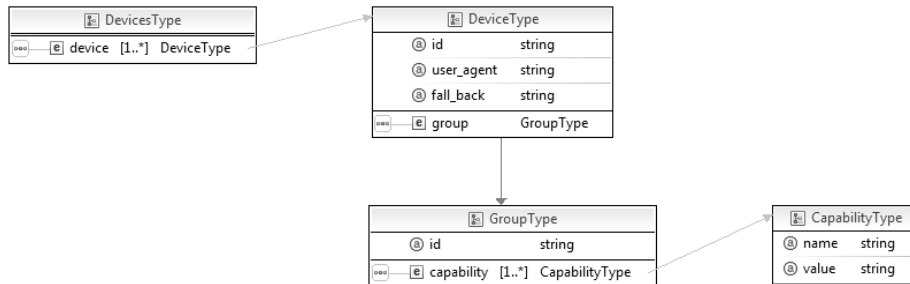 DevicesType
e device [1..*] DeviceType
DeviceType
a id string
a user_agent string
a fall_back string
e group GroupType
GroupType
a id string
e capability [1..*] CapabilityType
CapabilityType
a name string
a value string